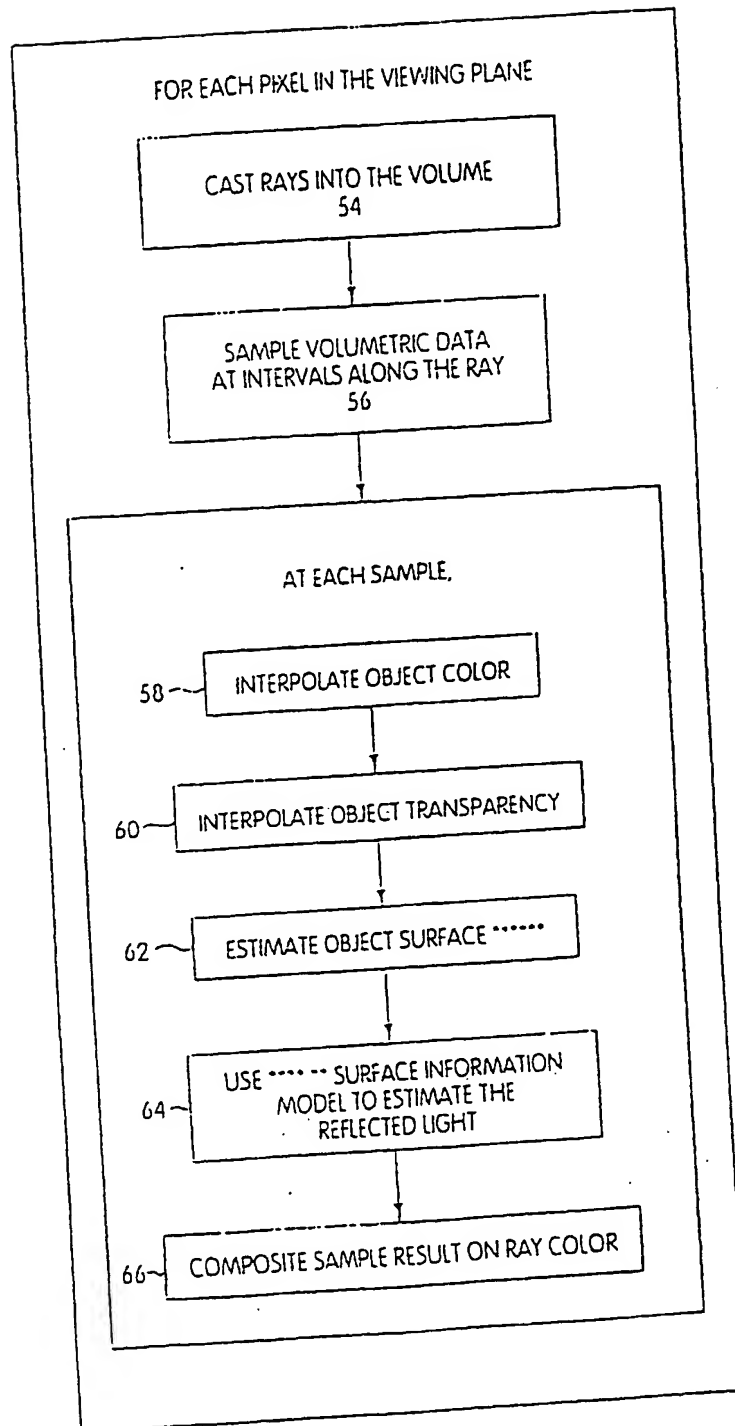 FOR EACH PIXEL IN THE VIEWING PLANE
CAST RAYS INTO THE VOLUME
54
SAMPLE VOLUMETRIC DATA
AT INTERVALS ALONG THE RAY
56
AT EACH SAMPLE,
58 INTERPOLATE OBJECT COLOR
60 INTERPOLATE OBJECT TRANSPARENCY
62 ESTIMATE OBJECT SURFACE ······
USE ······ SURFACE INFORMATION
64 MODEL TO ESTIMATE THE
REFLECTED LIGHT
66 COMPOSITE SAMPLE RESULT ON RAY COLOR